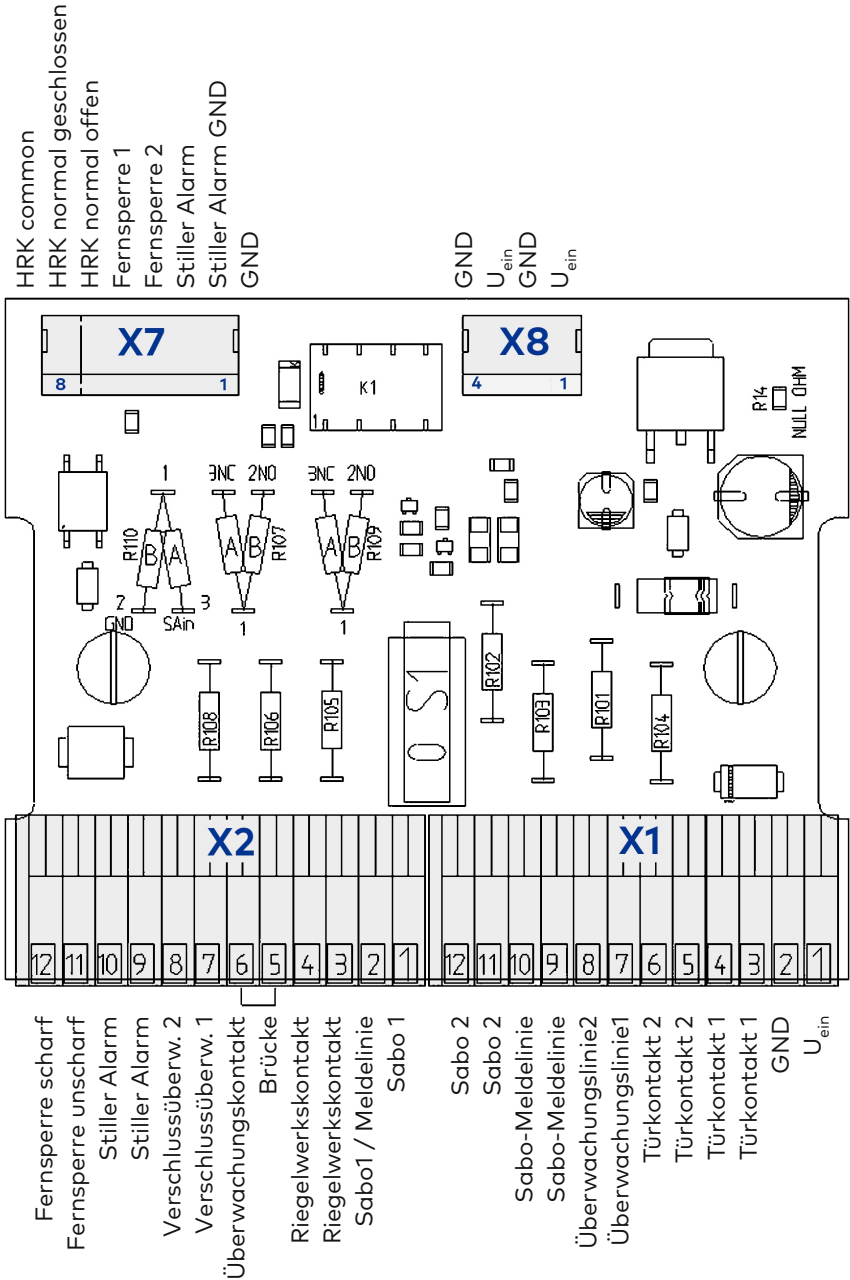 HRK common
HRK normal geschlossen
HRK normal offen
Fernsperre 1
Fernsperre 2
Stiller Alarm
Stiller Alarm GND
GND
GND
U ein
GND
U ein
X7
8 1
K1
1
X8
4 1
R14
NULL OHM
1
B A
R110
2 3
GND SAin
3NC 2NO
A B
R107
1
3NC 2NO
A B
R109
1
R108
R106
R105
0 S1
R102
R103
R101
R104
X2
X1
12 11 10 9 8 7 6 5 4 3 2 1
12 11 10 9 8 7 6 5 4 3 2 1
Fernsperre scharf
Fernsperre unscharf
Stiller Alarm
Stiller Alarm
Verschlussüberw. 2
Verschlussüberw. 1
Überwachungskontakt
Brücke
Riegelwerkskontakt
Riegelwerkskontakt
Sabo1 / Meldelinie
Sabo 1
Sabo 2
Sabo 2
Sabo-Meldelinie
Sabo-Meldelinie
Überwachungslinie2
Überwachungslinie1
Türkontakt 2
Türkontakt 2
Türkontakt 1
Türkontakt 1
GND
U ein